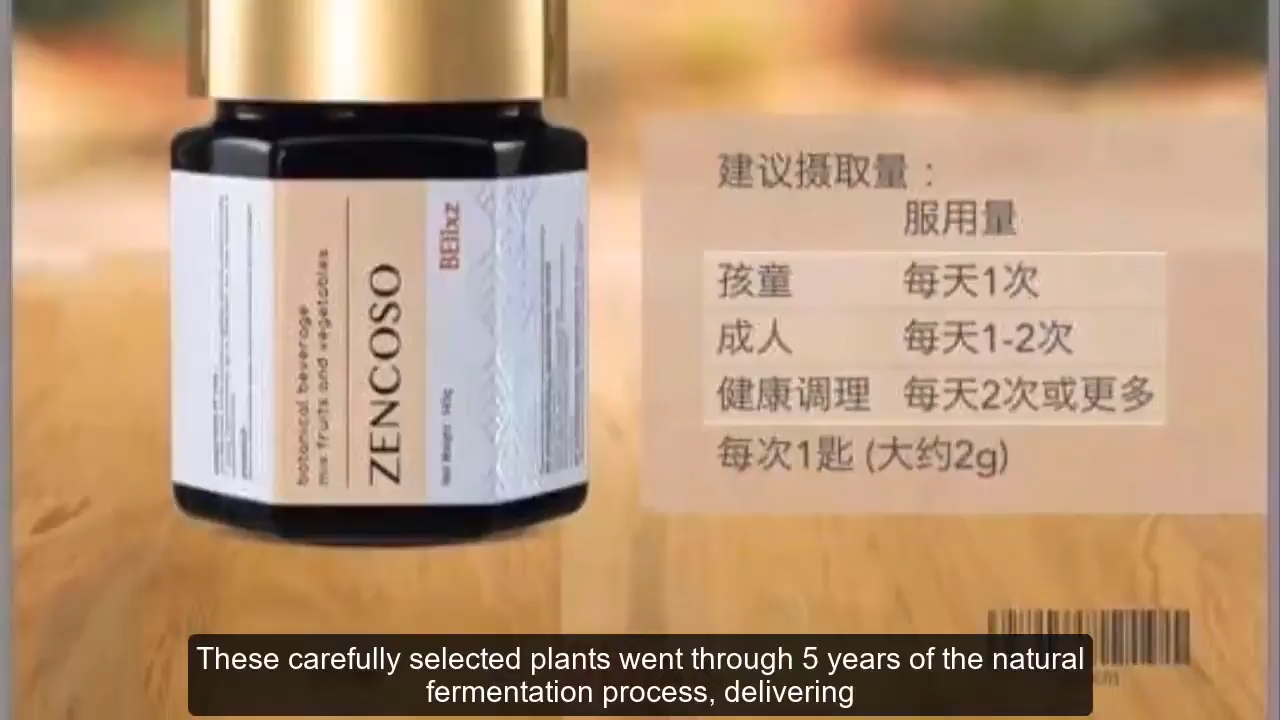 botanical beverage
mix fruits and vegetables
ZENCOSO
BElixz
建议摄取量：
服用量
孩童 每天1次
成人 每天1-2次
健康调理 每天2次或更多
每次1匙 (大约2g)
These carefully selected plants went through 5 years of the natural
fermentation process, delivering